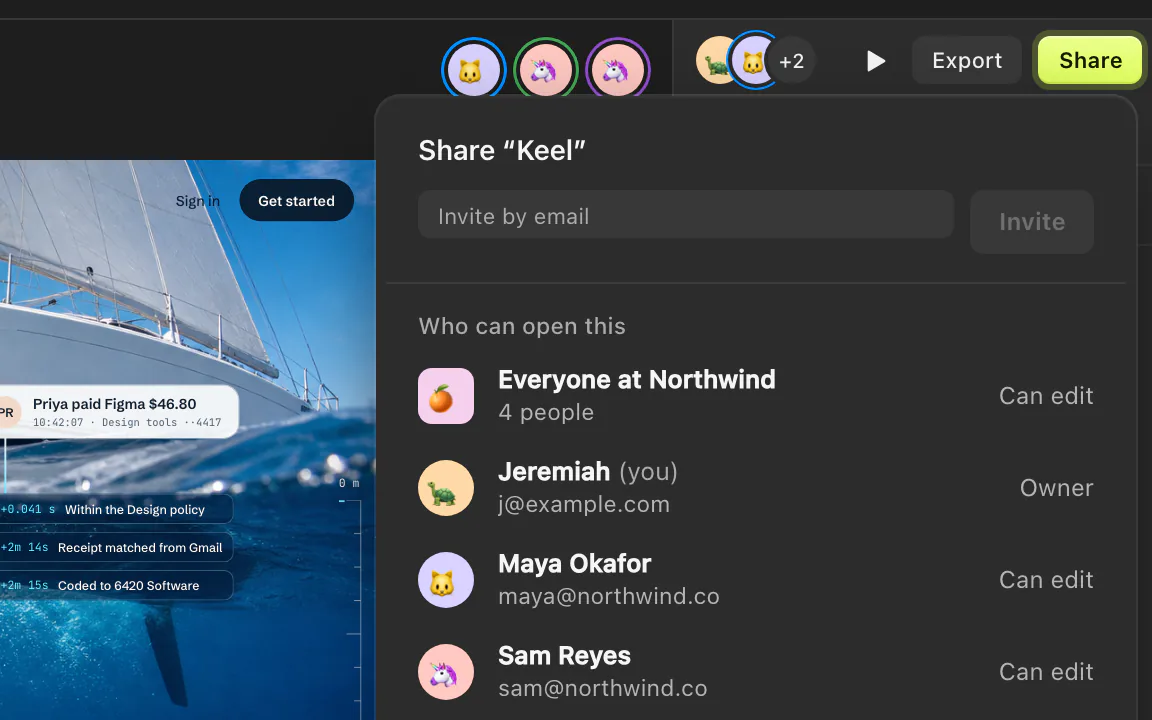 +2
Export
Share
Share “Keel”
Invite by email
Invite
Who can open this
Everyone at Northwind
4 people
Can edit
Jeremiah (you)
j@example.com
Owner
Maya Okafor
maya@northwind.co
Can edit
Sam Reyes
sam@northwind.co
Can edit
Sign in
Get started
PR
Priya paid Figma $46.80
10:42:07 · Design tools ··4417
0 m
+0.041 s Within the Design policy
+2m 14s Receipt matched from Gmail
+2m 15s Coded to 6420 Software